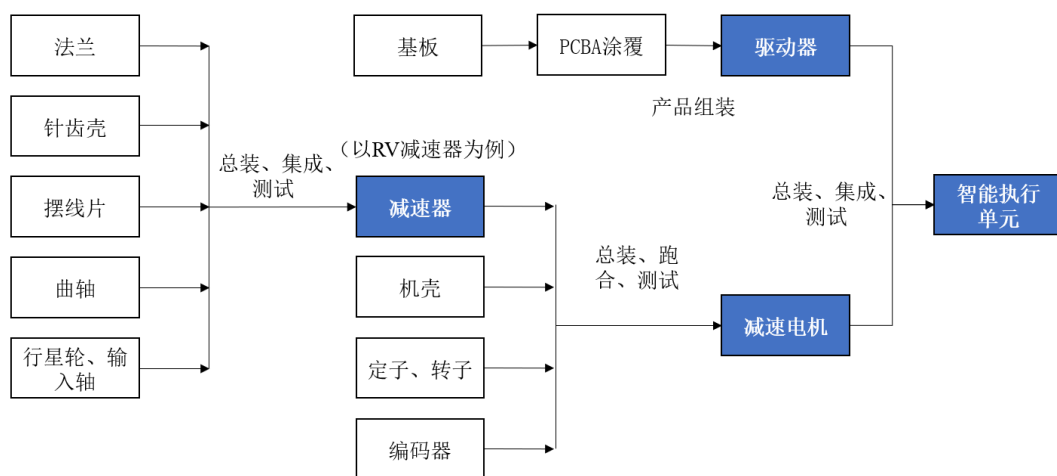 法兰
基板
PCBA涂覆
驱动器
产品组装
针齿壳
总装、集成、
测试
（以RV减速器为例）
摆线片
减速器
总装、集成、
测试
智能执行
单元
总装、跑
合、测试
曲轴
机壳
减速电机
行星轮、输
入轴
定子、转子
编码器